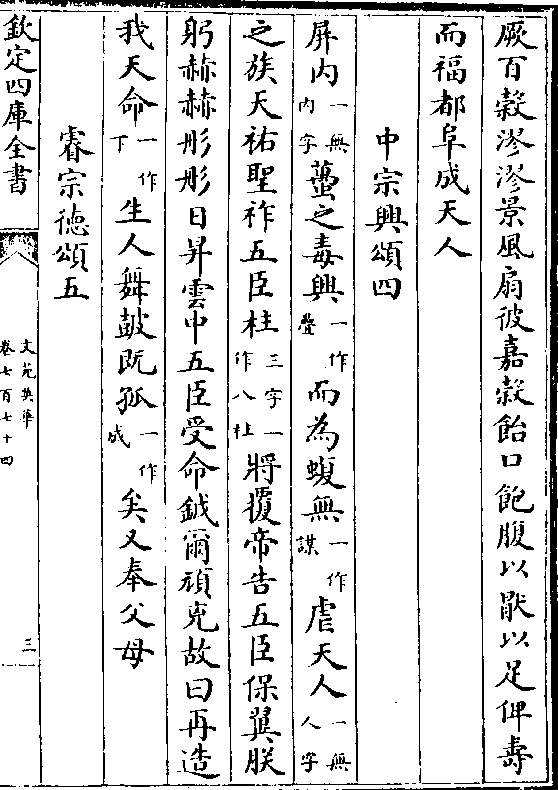 厥百穀漻漻景風扇彼嘉穀飴口飽腹以厭以足俾壽
而福都阜成天人
中宗興頌四
屏内一無内字蠆之毒興一作疊而為蝮無一作謀虐天人一無人字
之族天祐聖祚五臣柱三字一作八柱將覆帝告五臣保翼朕
躬赫赫彤彤日昇雲中五臣受命鉞爾頑兇故曰再造
我天命一作下生人舞鼓既孤一作成矣又奉父母
睿宗德頌五
欽定四庫全書
文苑英華
卷七百七十四
三